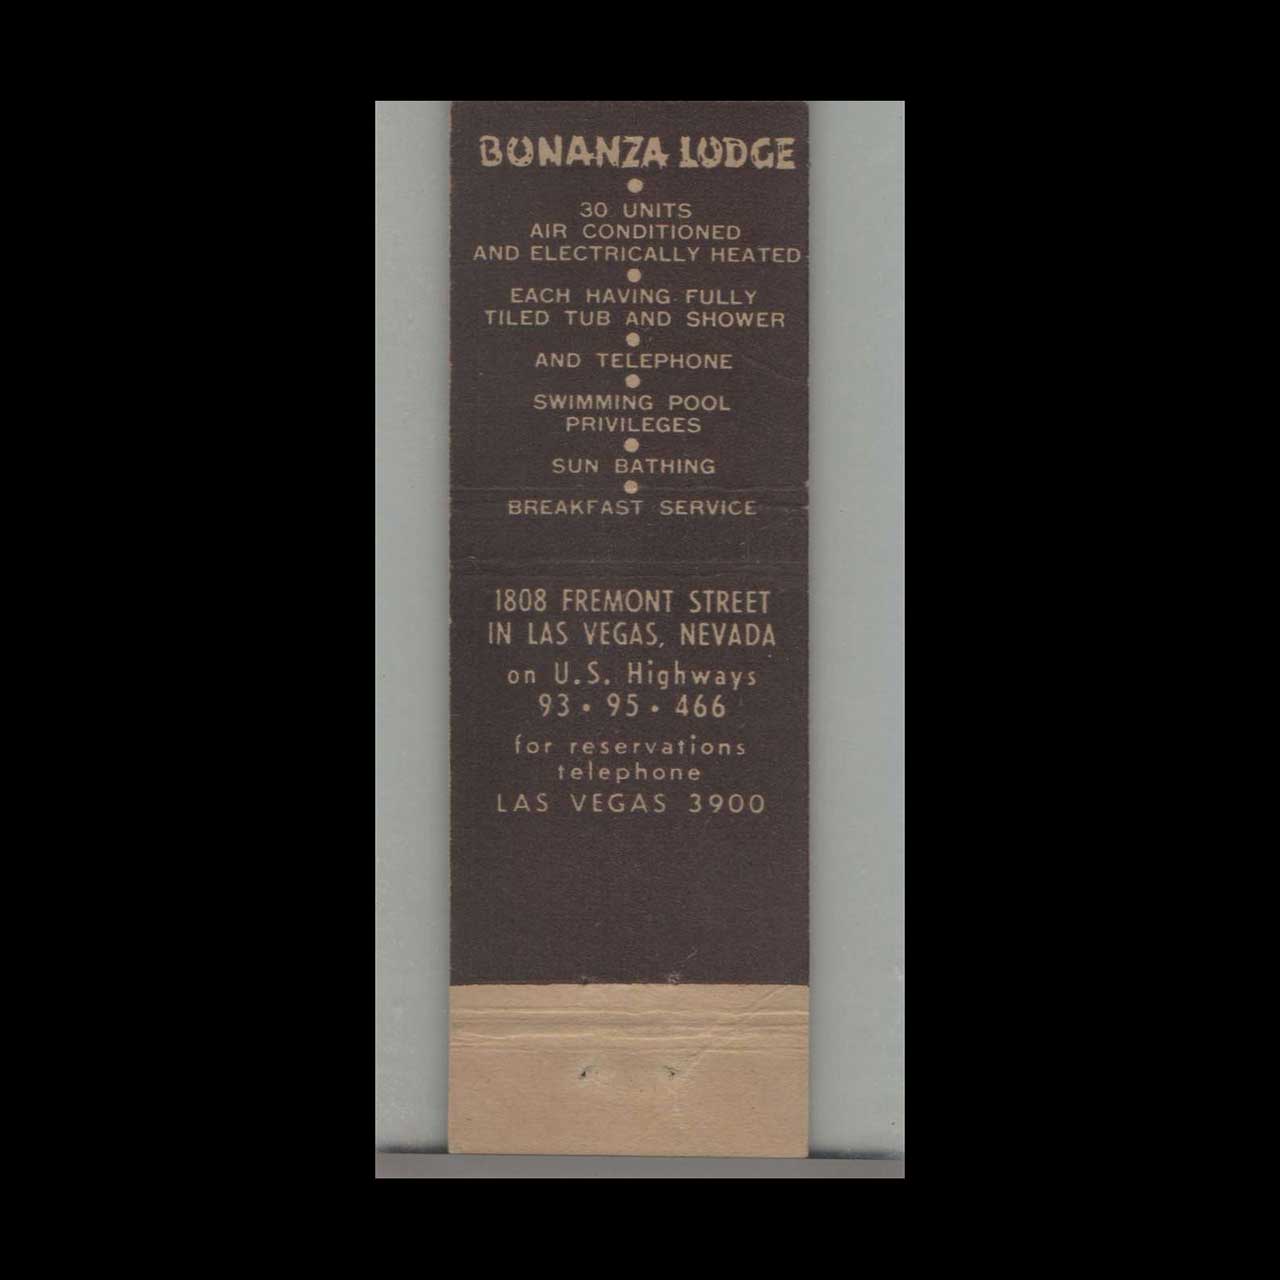 BONANZA LODGE
●
30 UNITS
AIR CONDITIONED
AND ELECTRICALLY HEATED
●
EACH HAVING FULLY
TILED TUB AND SHOWER
●
AND TELEPHONE
●
SWIMMING POOL
PRIVILEGES
●
SUN BATHING
●
BREAKFAST SERVICE
1808 FREMONT STREET
IN LAS VEGAS, NEVADA
on U.S. Highways
93 • 95 • 466
for reservations
telephone
LAS VEGAS 3900